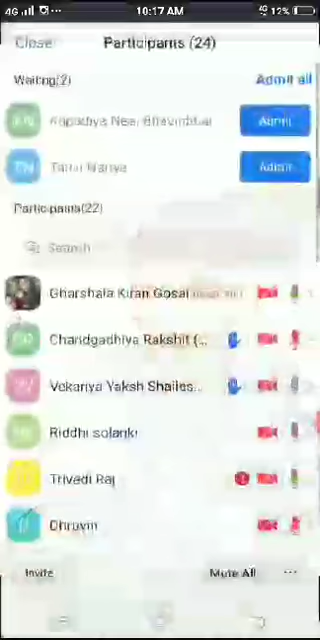 4G 10:17 AM 12%
Close Participants (24)
Waiting(2) Admit all
Admit
Admit
Participants(22)
Search
Gharshala Kiran Gosai
Chandgadhiya Rakshit (...
Vekariya Yaksh Shailes...
Riddhi solanki
Trivedi Raj
Dhruvin
Invite Mute All ...